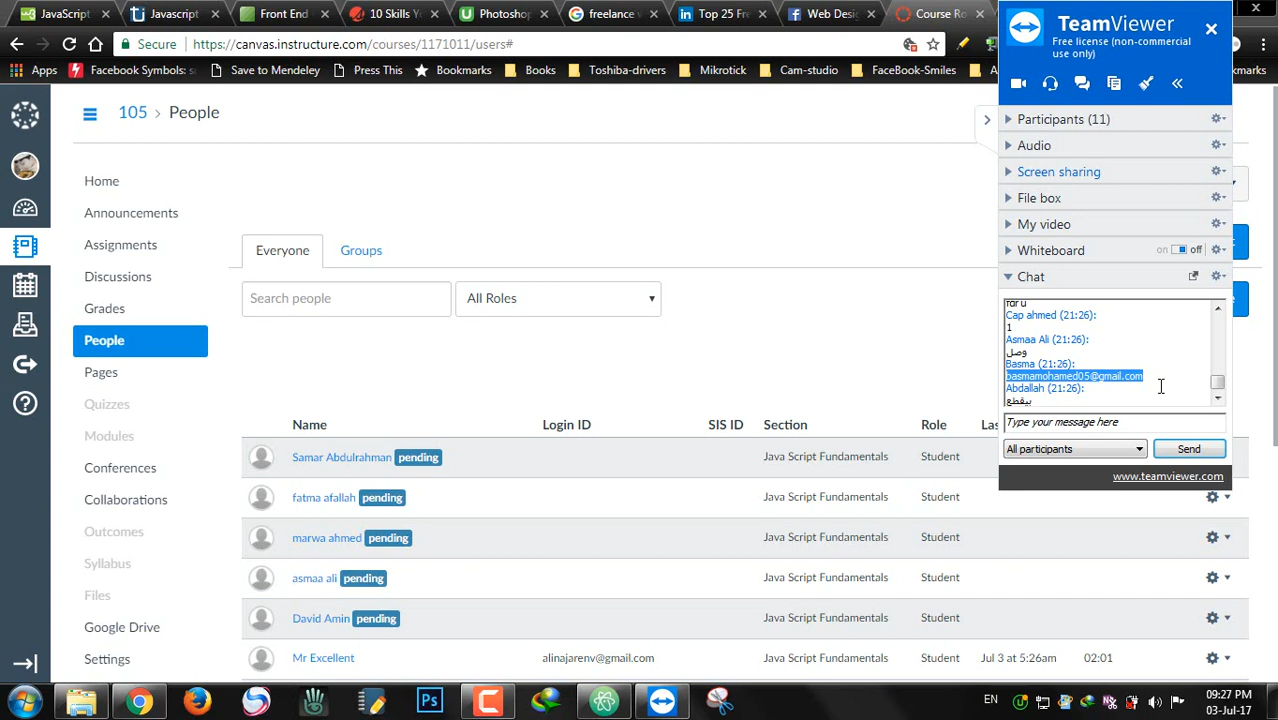 JavaScript
Javascript
Front End
10 Skills Y
Photoshop
freelance w
Top 25 Fre
Web Desig
Course Ro
Secure
https://canvas.instructure.com/courses/1171011/users#
Apps
Facebook Symbols: s
Save to Mendeley
Press This
Bookmarks
Books
Toshiba-drivers
Mikrotick
Cam-studio
FaceBook-Smiles
105 > People
Home
Announcements
Assignments
Discussions
Grades
People
Pages
Quizzes
Modules
Conferences
Collaborations
Outcomes
Syllabus
Files
Google Drive
Settings
Everyone
Groups
Search people
All Roles
Name Login ID SIS ID Section Role Las
Samar Abdulrahman pending Java Script Fundamentals Student
fatma afallah pending Java Script Fundamentals Student
marwa ahmed pending Java Script Fundamentals Student
asmaa ali pending Java Script Fundamentals Student
David Amin pending Java Script Fundamentals Student
Mr Excellent alinajarenv@gmail.com Java Script Fundamentals Student Jul 3 at 5:26am 02:01
TeamViewer
Free license (non-commercial
use only)
Participants (11)
Audio
Screen sharing
File box
My video
Whiteboard on off
Chat
Cap ahmed (21:26):
1
Asmaa Ali (21:26):
وصل
Basma (21:26):
basmamohamed05@gmail.com
Abdallah (21:26):
بيقطع
Type your message here
All participants
Send
www.teamviewer.com
Ps
EN
09:27 PM
03-Jul-17